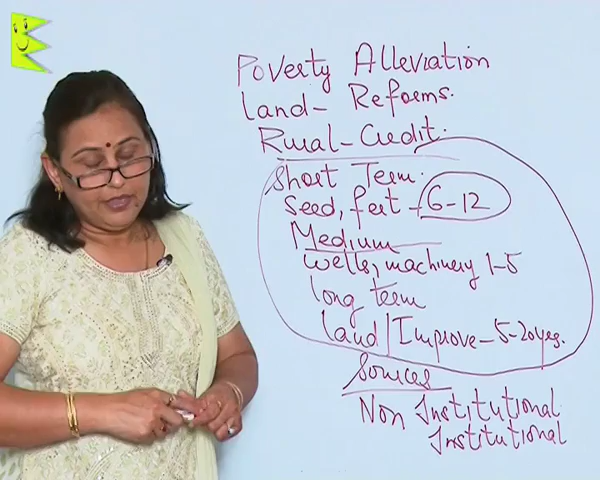 Poverty Alleviation
Land- Reforms.
Rural-Credit.
Short Term.
Seed, fert - 6-12
Medium
wells, machinery 1-5
long term
land/Improve-5-20yes.
Sources
Non Institutional
Institutional